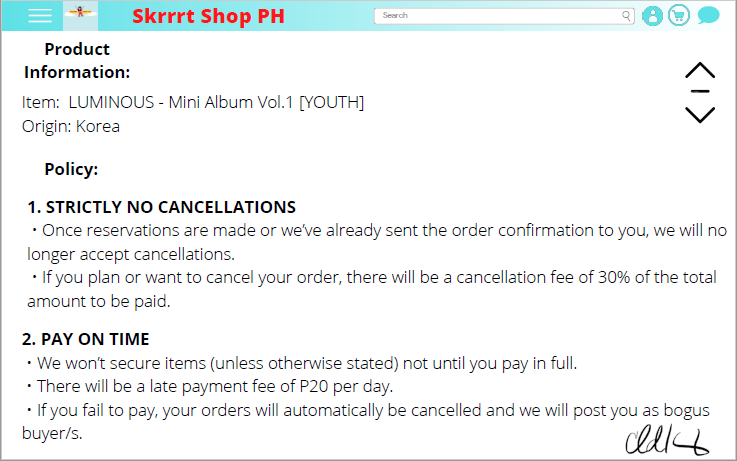 Skrrrt Shop PH
Search
Product
Information:
Item:  LUMINOUS - Mini Album Vol.1 [YOUTH]
Origin: Korea
Policy:
1. STRICTLY NO CANCELLATIONS
• Once reservations are made or we’ve already sent the order confirmation to you, we will no
longer accept cancellations.
• If you plan or want to cancel your order, there will be a cancellation fee of 30% of the total
amount to be paid.
2. PAY ON TIME
• We won’t secure items (unless otherwise stated) not until you pay in full.
• There will be a late payment fee of P20 per day.
• If you fail to pay, your orders will automatically be cancelled and we will post you as bogus
buyer/s.